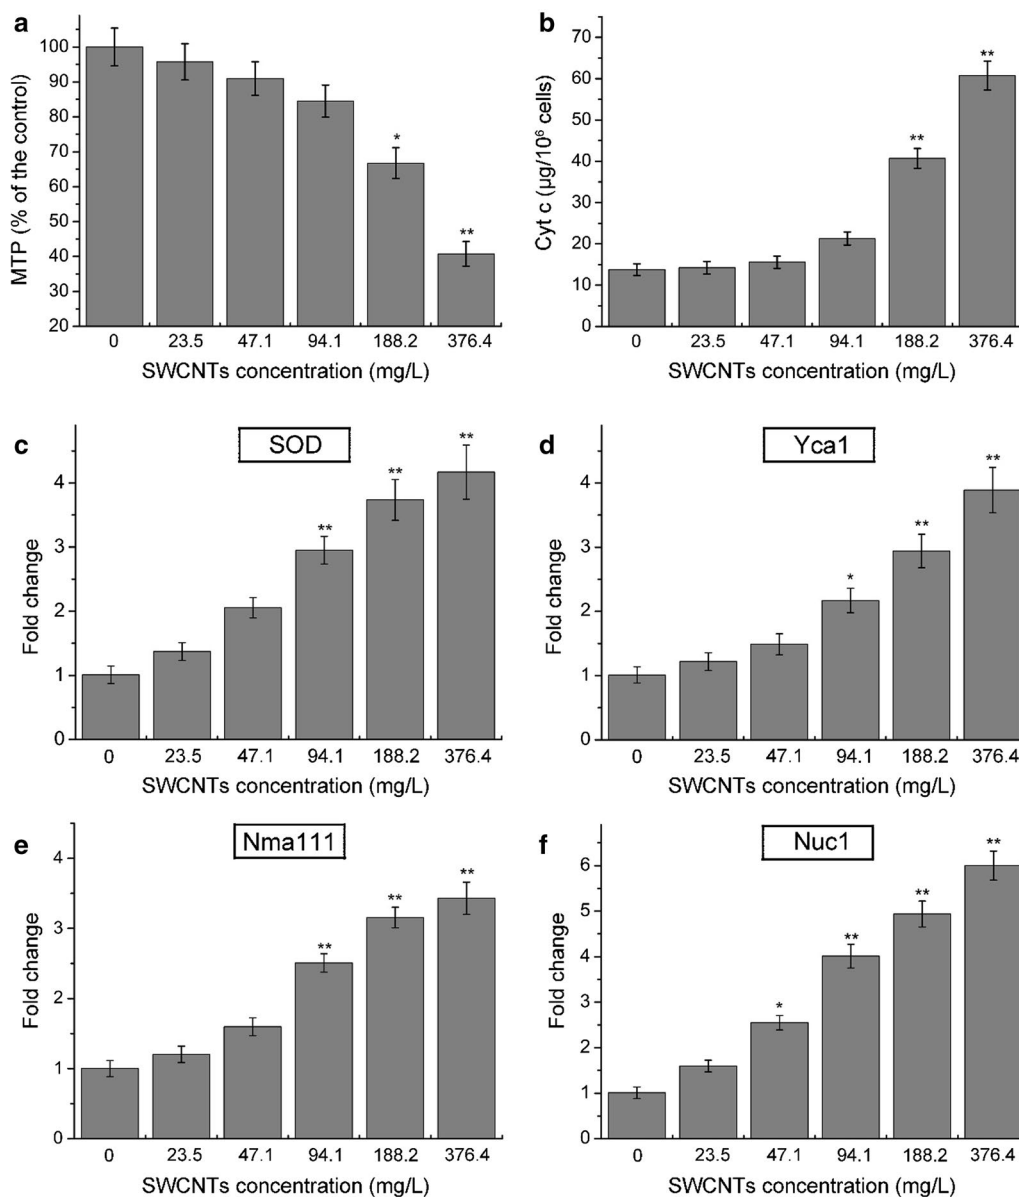 a
MTP (% of the control)
100
90
80
70
60
50
40
30
20
*
**
0 23.5 47.1 94.1 188.2 376.4
SWCNTs concentration (mg/L)
b
Cyt c (µg/10⁶ cells)
70
60
50
40
30
20
10
0
**
**
0 23.5 47.1 94.1 188.2 376.4
SWCNTs concentration (mg/L)
c
SOD
Fold change
4
3
2
1
0
**
**
**
0 23.5 47.1 94.1 188.2 376.4
SWCNTs concentration (mg/L)
d
Yca1
Fold change
4
3
2
1
0
*
**
**
0 23.5 47.1 94.1 188.2 376.4
SWCNTs concentration (mg/L)
e
Nma111
Fold change
4
3
2
1
0
**
**
**
0 23.5 47.1 94.1 188.2 376.4
SWCNTs concentration (mg/L)
f
Nuc1
Fold change
6
5
4
3
2
1
0
*
**
**
**
0 23.5 47.1 94.1 188.2 376.4
SWCNTs concentration (mg/L)